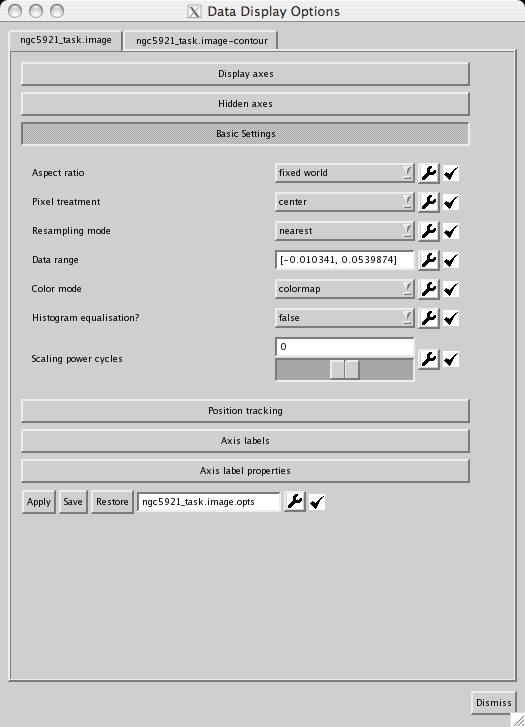 Data Display Options
ngc5921_task.image
ngc5921_task.image-contour
Display axes
Hidden axes
Basic Settings
Aspect ratio fixed world
Pixel treatment center
Resampling mode nearest
Data range [-0.010341, 0.0539874]
Color mode colormap
Histogram equalisation? false
0
Scaling power cycles
Position tracking
Axis labels
Axis label properties
Apply Save Restore ngc5921_task.image.opts
Dismiss